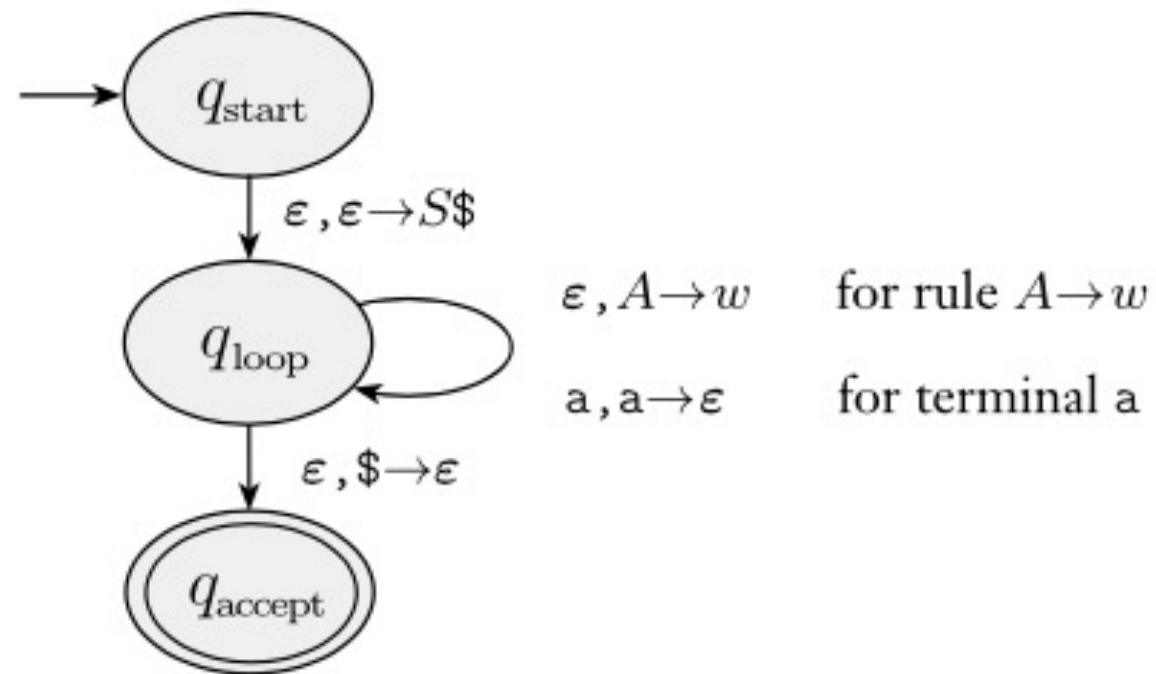 q_start
ε,ε→S$
q_loop
ε,A→w for rule A→w
a,a→ε for terminal a
ε,$→ε
q_accept